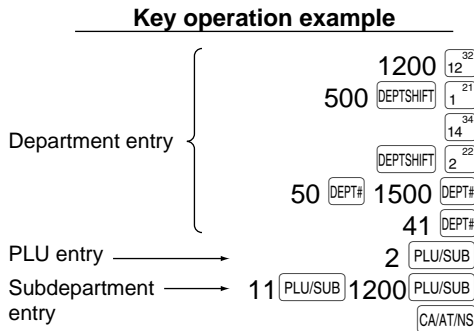 Key operation example
1200 12 32
500 DEPTSHIFT 1 21
14 34
Department entry
DEPTSHIFT 2 22
50 DEPT# 1500 DEPT#
41 DEPT#
PLU entry 2 PLU/SUB
Subdepartment 11 PLU/SUB 1200 PLU/SUB
entry
CA/AT/NS